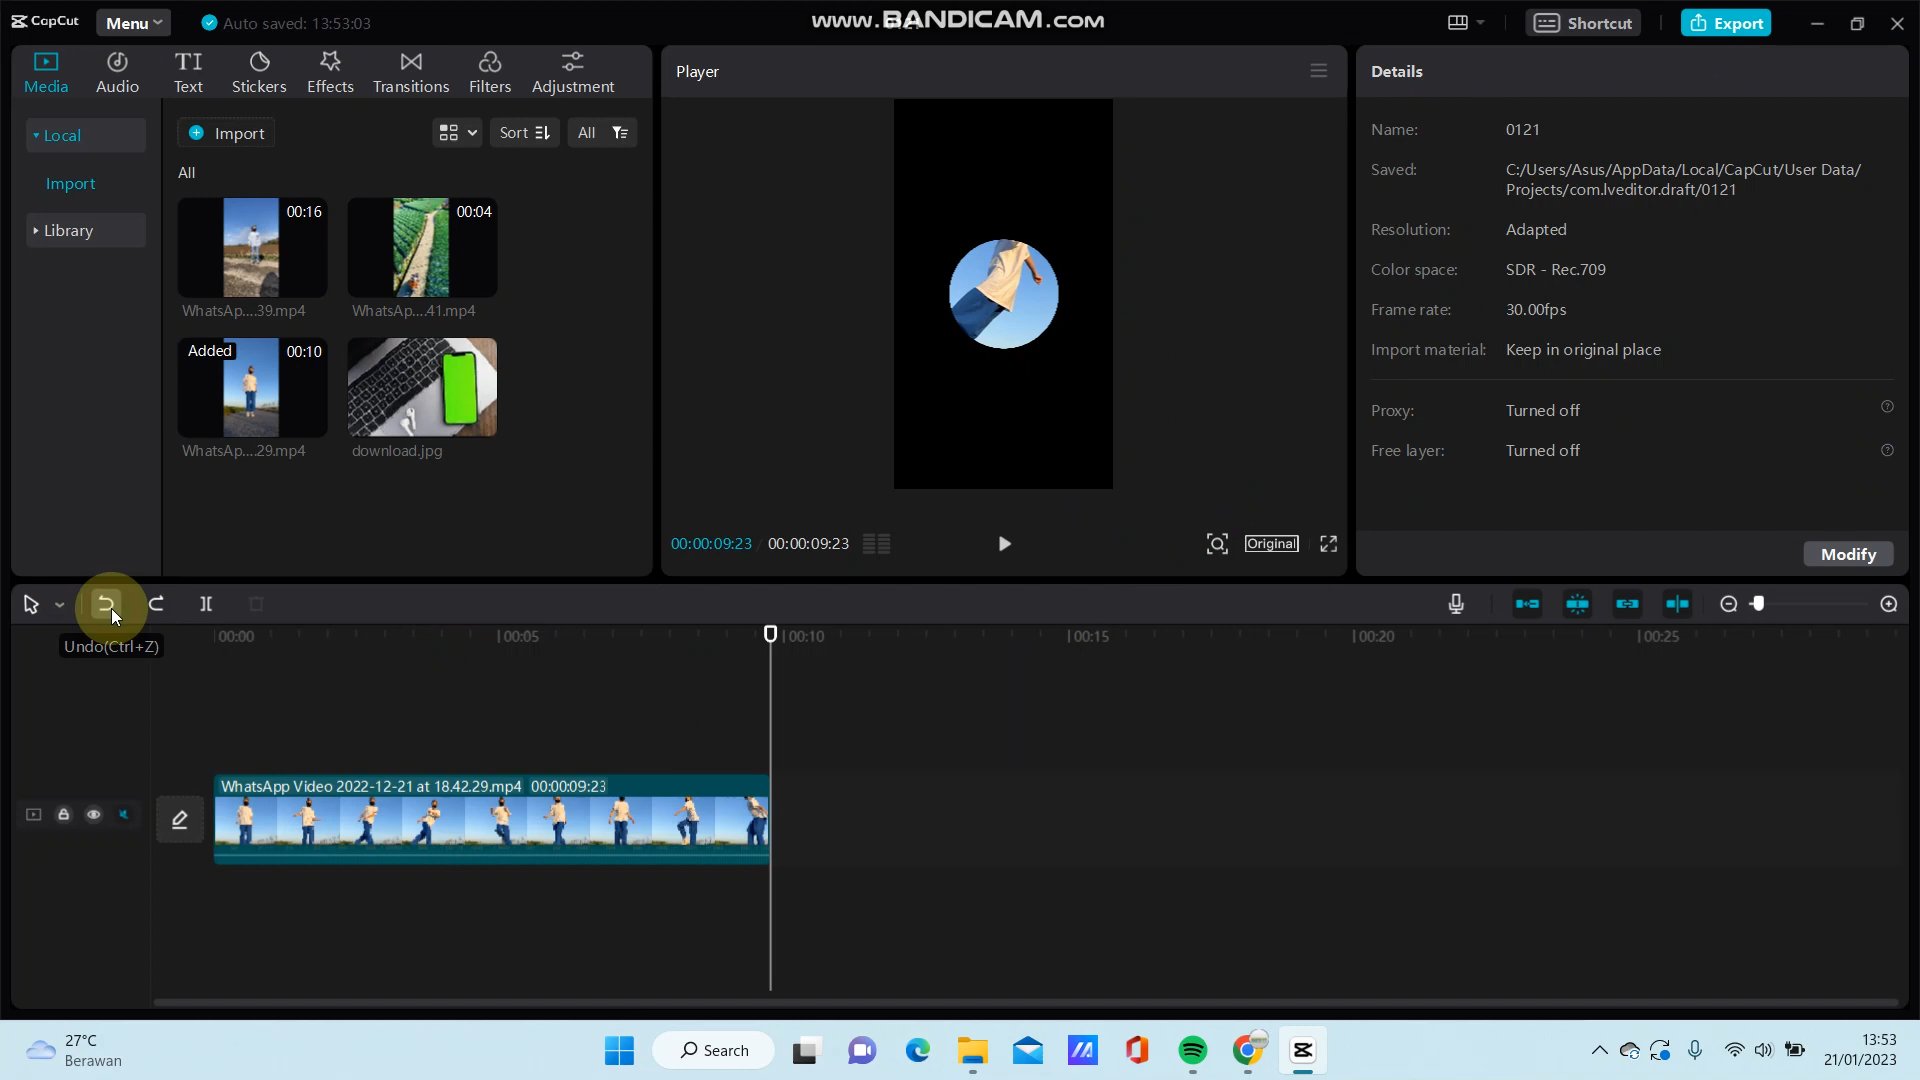 CapCut
Menu
Auto saved: 13:53:03
www.BANDICAM.com
Shortcut
Export
Media
Audio
Text
Stickers
Effects
Transitions
Filters
Adjustment
Local
Import
Library
Import
Sort
All
All
00:16
WhatsAp....39.mp4
00:04
WhatsAp....41.mp4
Added
00:10
WhatsAp....29.mp4
download.jpg
Player
00:00:09:23 / 00:00:09:23
Original
Details
Name: 0121
Saved: C:/Users/Asus/AppData/Local/CapCut/User Data/
Projects/com.lveditor.draft/0121
Resolution: Adapted
Color space: SDR - Rec.709
Frame rate: 30.00fps
Import material: Keep in original place
Proxy: Turned off
Free layer: Turned off
Modify
Undo(Ctrl+Z)
00:00
00:05
00:10
00:15
00:20
00:25
WhatsApp Video 2022-12-21 at 18.42.29.mp4 00:00:09:23
27°C
Berawan
Search
13:53
21/01/2023